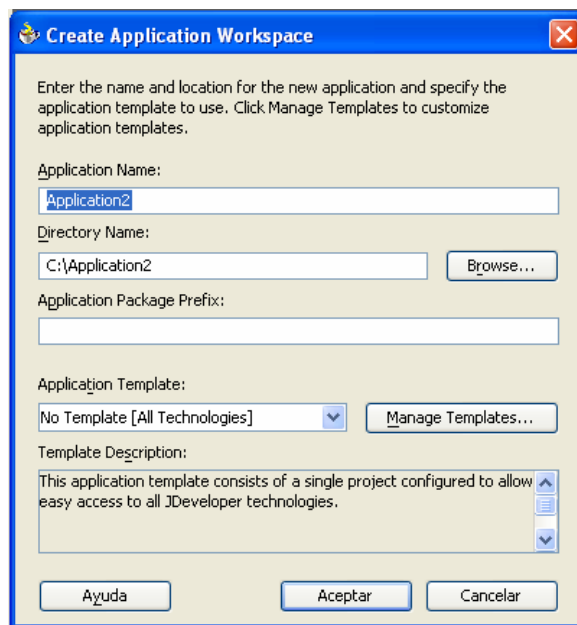 Create Application Workspace
Enter the name and location for the new application and specify the
application template to use. Click Manage Templates to customize
application templates.
Application Name:
Application2
Directory Name:
C:\Application2
Browse...
Application Package Prefix:
Application Template:
No Template [All Technologies]
Manage Templates...
Template Description:
This application template consists of a single project configured to allow
easy access to all JDeveloper technologies.
Ayuda
Aceptar
Cancelar